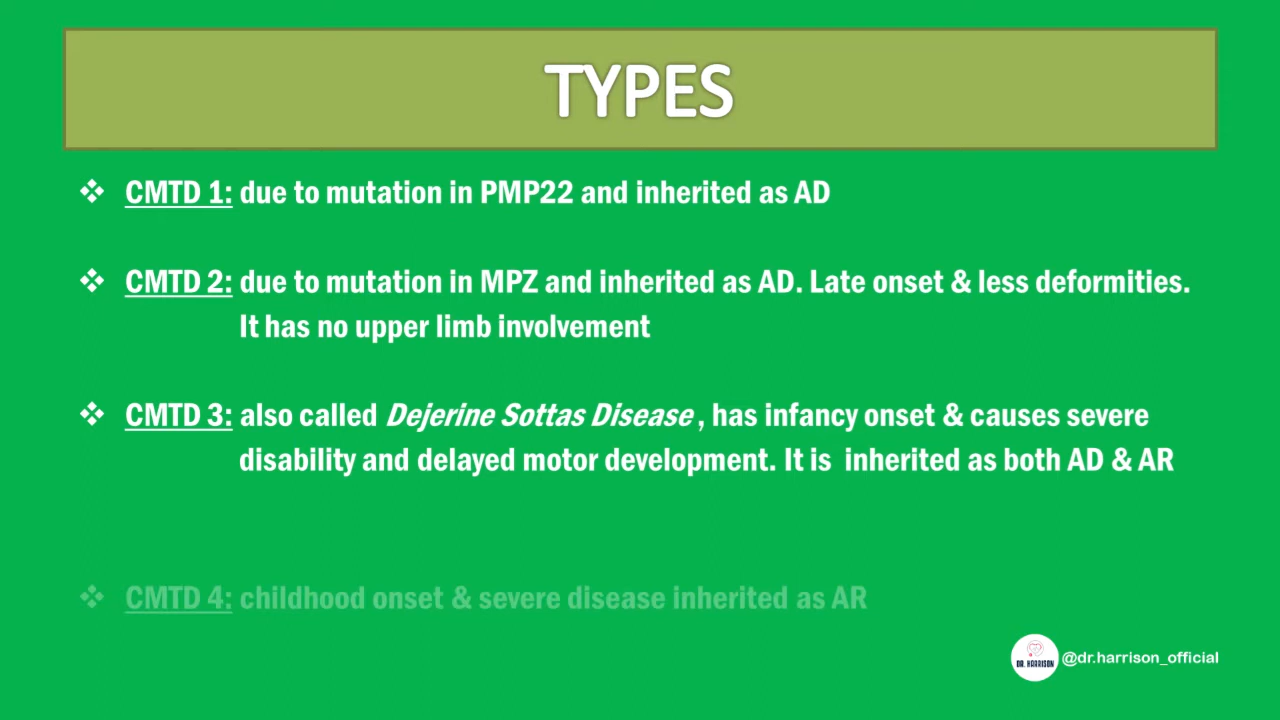 TYPES
❖ CMTD 1: due to mutation in PMP22 and inherited as AD
❖ CMTD 2: due to mutation in MPZ and inherited as AD. Late onset & less deformities.
It has no upper limb involvement
❖ CMTD 3: also called Dejerine Sottas Disease , has infancy onset & causes severe
disability and delayed motor development. It is inherited as both AD & AR
❖ CMTD 4: childhood onset & severe disease inherited as AR
DR. HARRISON
@dr.harrison_official